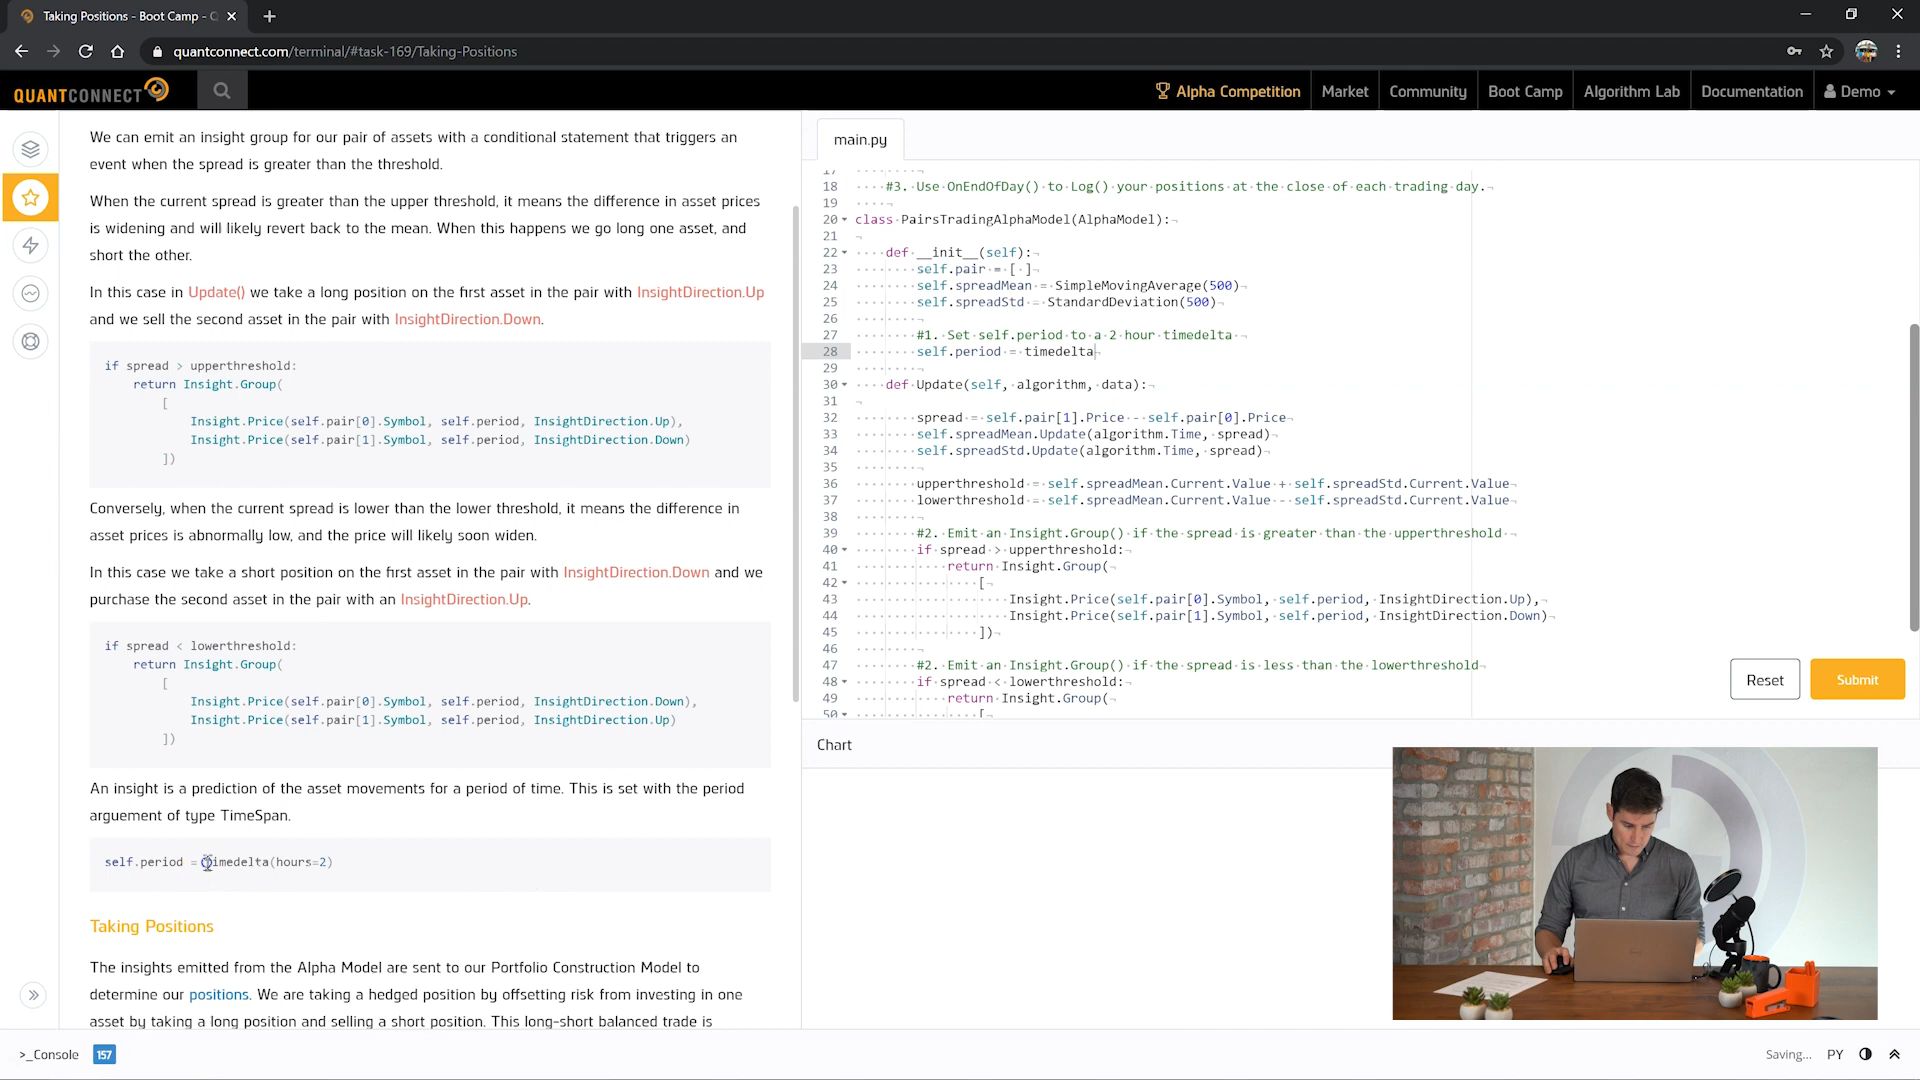 Taking Positions - Boot Camp - Q
quantconnect.com/terminal/#task-169/Taking-Positions
QUANTCONNECT
Alpha Competition
Market
Community
Boot Camp
Algorithm Lab
Documentation
Demo
We can emit an insight group for our pair of assets with a conditional statement that triggers an
event when the spread is greater than the threshold.
When the current spread is greater than the upper threshold, it means the difference in asset prices
is widening and will likely revert back to the mean. When this happens we go long one asset, and
short the other.
In this case in Update() we take a long position on the first asset in the pair with InsightDirection.Up
and we sell the second asset in the pair with InsightDirection.Down.
if spread > upperthreshold:
return Insight.Group(
[
Insight.Price(self.pair[0].Symbol, self.period, InsightDirection.Up),
Insight.Price(self.pair[1].Symbol, self.period, InsightDirection.Down)
])
Conversely, when the current spread is lower than the lower threshold, it means the difference in
asset prices is abnormally low, and the price will likely soon widen.
In this case we take a short position on the first asset in the pair with InsightDirection.Down and we
purchase the second asset in the pair with an InsightDirection.Up.
if spread < lowerthreshold:
return Insight.Group(
[
Insight.Price(self.pair[0].Symbol, self.period, InsightDirection.Down),
Insight.Price(self.pair[1].Symbol, self.period, InsightDirection.Up)
])
An insight is a prediction of the asset movements for a period of time. This is set with the period
arguement of type TimeSpan.
self.period = timedelta(hours=2)
Taking Positions
The insights emitted from the Alpha Model are sent to our Portfolio Construction Model to
determine our positions. We are taking a hedged position by offsetting risk from investing in one
asset by taking a long position and selling a short position. This long-short balanced trade is
main.py
17
18 #3. Use OnEndOfDay() to Log() your positions at the close of each trading day.
19
20 class PairsTradingAlphaModel(AlphaModel):
21
22 def __init__(self):
23 self.pair = [ ]
24 self.spreadMean = SimpleMovingAverage(500)
25 self.spreadStd = StandardDeviation(500)
26
27 #1. Set self.period to a 2 hour timedelta
28 self.period = timedelta
29
30 def Update(self, algorithm, data):
31
32 spread = self.pair[1].Price - self.pair[0].Price
33 self.spreadMean.Update(algorithm.Time, spread)
34 self.spreadStd.Update(algorithm.Time, spread)
35
36 upperthreshold = self.spreadMean.Current.Value + self.spreadStd.Current.Value
37 lowerthreshold = self.spreadMean.Current.Value - self.spreadStd.Current.Value
38
39 #2. Emit an Insight.Group() if the spread is greater than the upperthreshold
40 if spread > upperthreshold:
41 return Insight.Group(
42 [
43 Insight.Price(self.pair[0].Symbol, self.period, InsightDirection.Up),
44 Insight.Price(self.pair[1].Symbol, self.period, InsightDirection.Down)
45 ])
46
47 #2. Emit an Insight.Group() if the spread is less than the lowerthreshold
48 if spread < lowerthreshold:
49 return Insight.Group(
50 [
Reset
Submit
Chart
>_Console 157
Saving...
PY